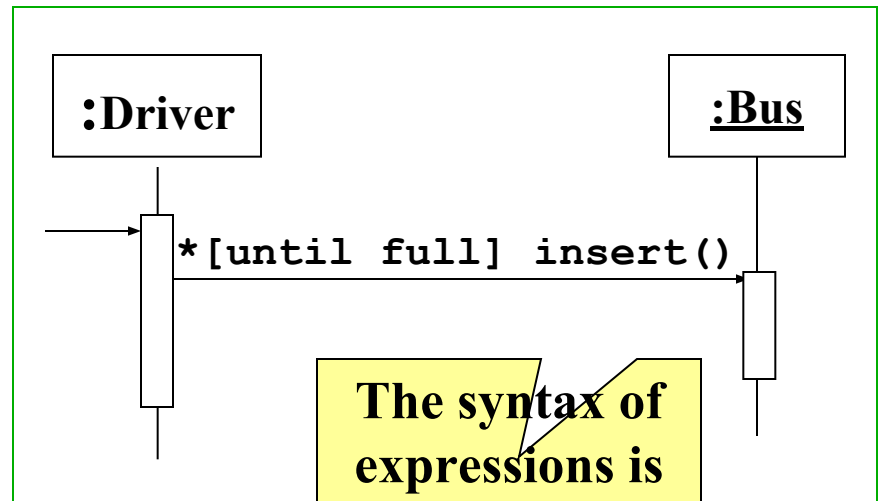 :Driver
:Bus
*[until full] insert()
The syntax of
expressions is